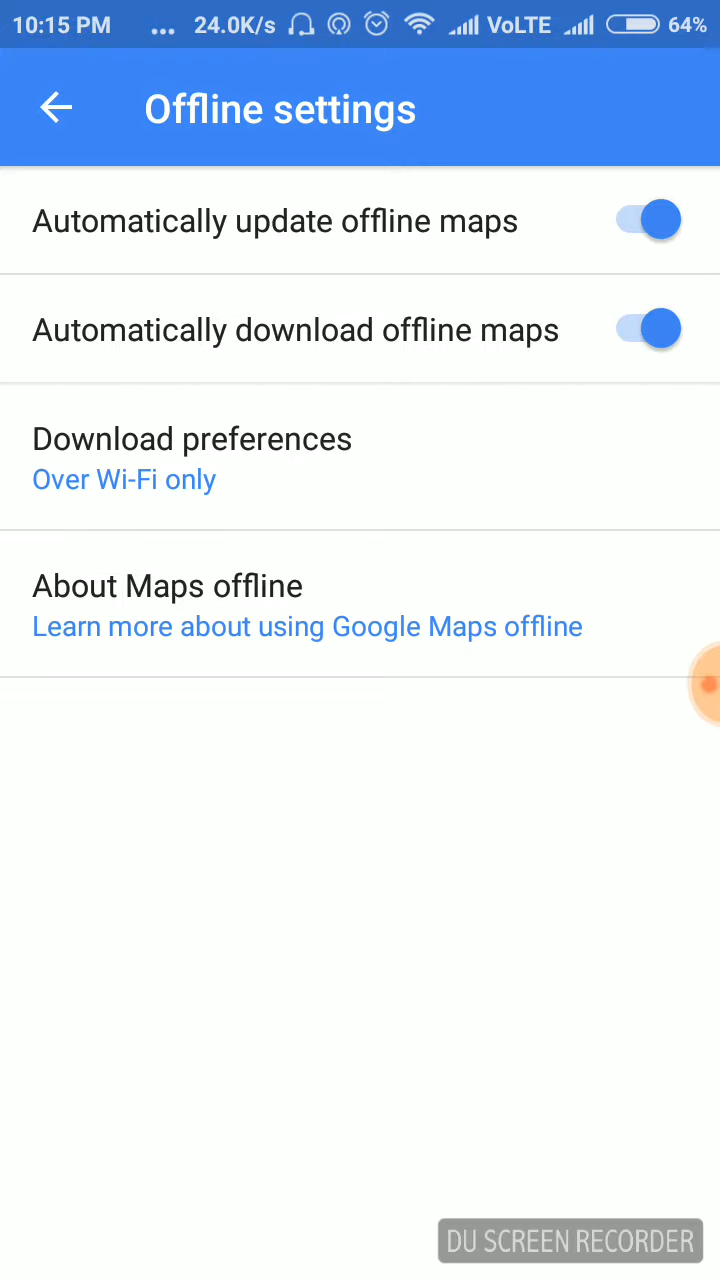 10:15 PM ... 24.0K/s VoLTE 64%
Offline settings
Automatically update offline maps
Automatically download offline maps
Download preferences
Over Wi-Fi only
About Maps offline
Learn more about using Google Maps offline
DU SCREEN RECORDER